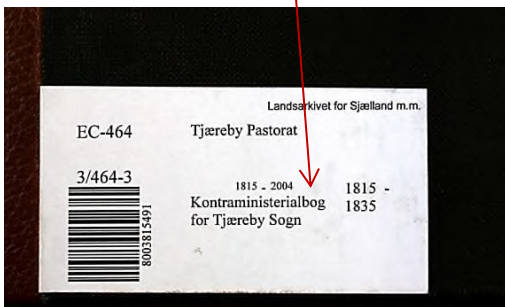 Landsarkivet for Sjælland m.m.
EC-464
Tjæreby Pastorat
3/464-3
1815 - 2004
Kontraministerialbog
for Tjæreby Sogn
1815 -
1835
8003815491